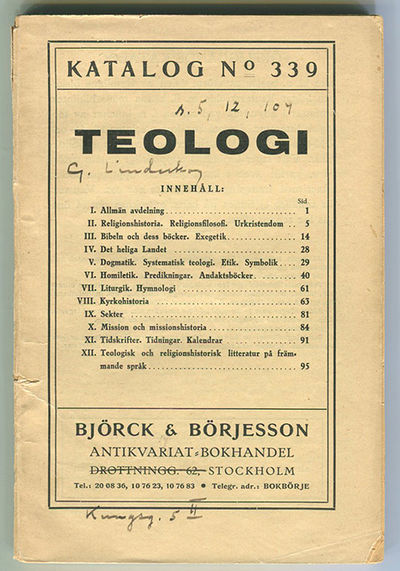 KATALOG Nº 339
s. 5, 12, 104
TEOLOGI
G. Linderskog
INNEHÅLL:
Sid.
I. Allmän avdelning 1
II. Religionshistoria. Religionsfilosofi. Urkristendom 5
III. Bibeln och dess böcker. Exegetik 14
IV. Det heliga Landet 28
V. Dogmatik. Systematisk teologi. Etik. Symbolik 29
VI. Homiletik. Predikningar. Andaktsböcker 40
VII. Liturgik. Hymnologi 61
VIII. Kyrkohistoria 63
IX. Sekter 81
X. Mission och missionshistoria 84
XI. Tidskrifter. Tidningar. Kalendrar 91
XII. Teologisk och religionshistorisk litteratur på främ-
mande språk 95
BJÖRCK & BÖRJESSON
ANTIKVARIAT-BOKHANDEL
DROTTNINGG. 62, STOCKHOLM
Tel.: 20 08 36, 10 76 23, 10 76 83 • Telegr. adr.: BOKBÖRJE
Kungsg. 5 II